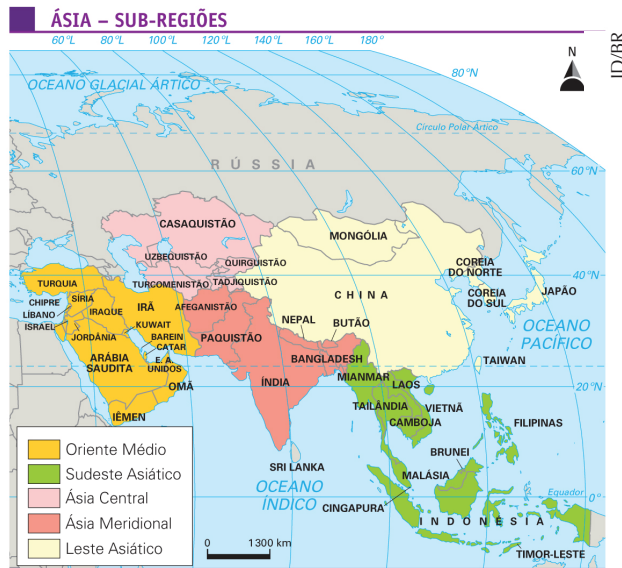 ÁSIA – SUB-REGIÕES
60°L 80°L 100°L 120°L 140°L 160°L 180°
80°N
N
ID/BR
OCEANO GLACIAL ÁRTICO
Círculo Polar Ártico
RÚSSIA
60°N
CASAQUISTÃO
MONGÓLIA
UZBEQUISTÃO
QUIRGUISTÃO
COREIA
DO NORTE
40°N
TURQUIA
TURCOMENISTÃO
TADJIQUISTÃO
CHINA
COREIA
DO SUL
JAPÃO
CHIPRE
SÍRIA
LÍBANO
IRAQUE
IRÃ
AFEGANISTÃO
ISRAEL
KUWAIT
NEPAL
BUTÃO
OCEANO
PACÍFICO
JORDÂNIA
BAREIN
CATAR
PAQUISTÃO
ARÁBIA
SAUDITA
E. A.
UNIDOS
BANGLADESH
TAIWAN
OMÃ
ÍNDIA
MIANMAR
LAOS
20°N
IÊMEN
TAILÂNDIA
VIETNÃ
CAMBOJA
FILIPINAS
BRUNEI
SRI LANKA
MALÁSIA
OCEANO
ÍNDICO
CINGAPURA
Equador
0°
INDONÉSIA
TIMOR-LESTE
Oriente Médio
Sudeste Asiático
Ásia Central
Ásia Meridional
Leste Asiático
0 1300 km